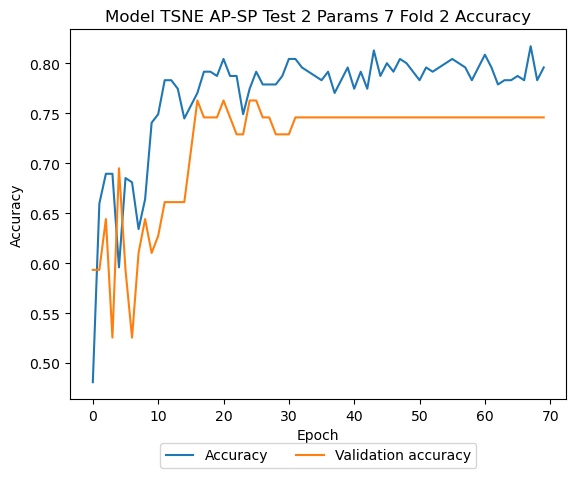 Model TSNE AP-SP Test 2 Params 7 Fold 2 Accuracy
Accuracy
0.80
0.75
0.70
0.65
0.60
0.55
0.50
0 10 20 30 40 50 60 70
Epoch
Accuracy Validation accuracy